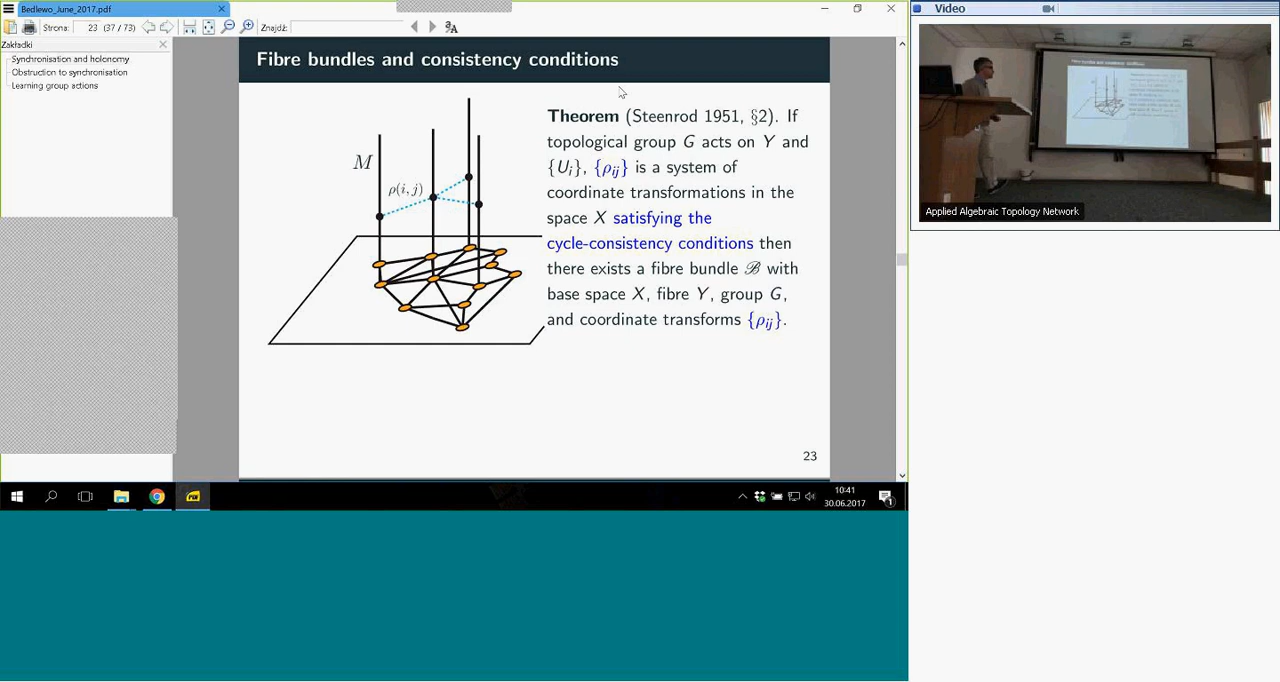 Bedlewo_June_2017.pdf
Strona: 23 (37 / 73) Znajdź:
Zakładki
Synchronisation and holonomy
Obstruction to synchronisation
Learning group actions
Fibre bundles and consistency conditions
M
ρ(i, j)
Theorem (Steenrod 1951, §2). If
topological group G acts on Y and
{Uᵢ}, {ρᵢⱼ} is a system of
coordinate transformations in the
space X satisfying the
cycle-consistency conditions then
there exists a fibre bundle ℬ with
base space X, fibre Y, group G,
and coordinate transforms {ρᵢⱼ}.
23
10:41
30.06.2017
1
Video
Applied Algebraic Topology Network